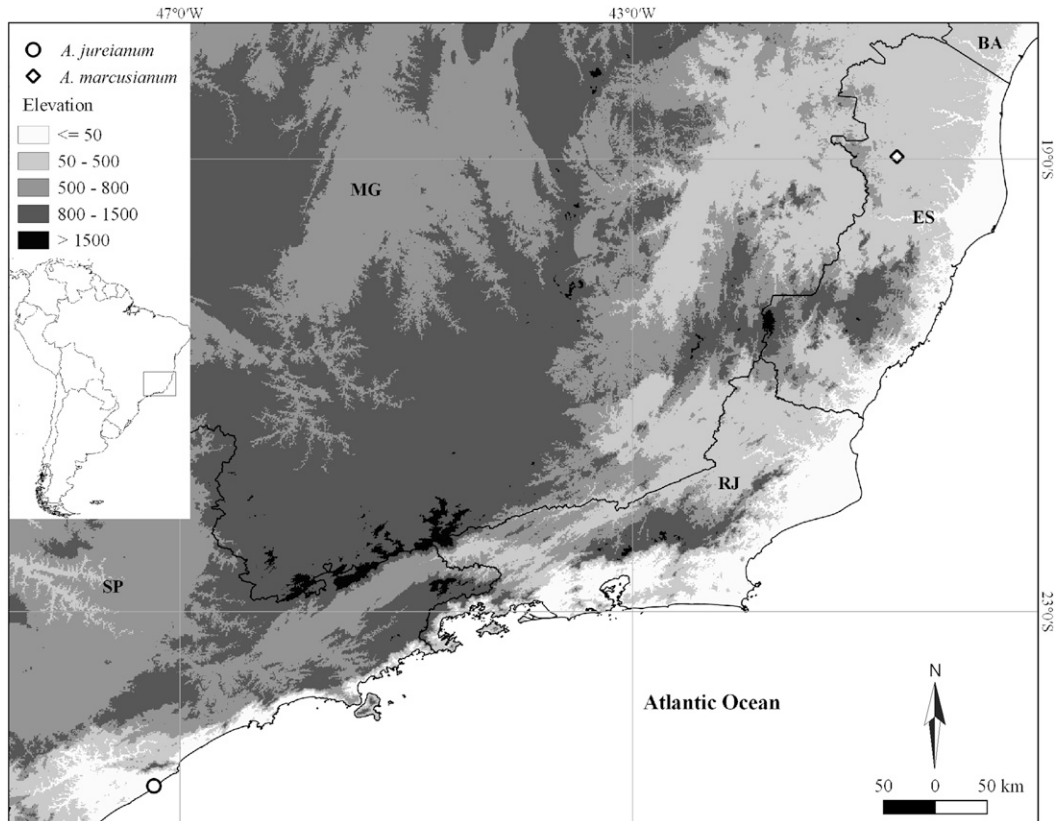 47°0'W 43°0'W
A. jureianum
A. marcusianum
Elevation
<= 50
50 - 500
500 - 800
800 - 1500
> 1500
BA
19°0'S
MG
ES
RJ
SP
23°0'S
N
Atlantic Ocean
50 0 50 km